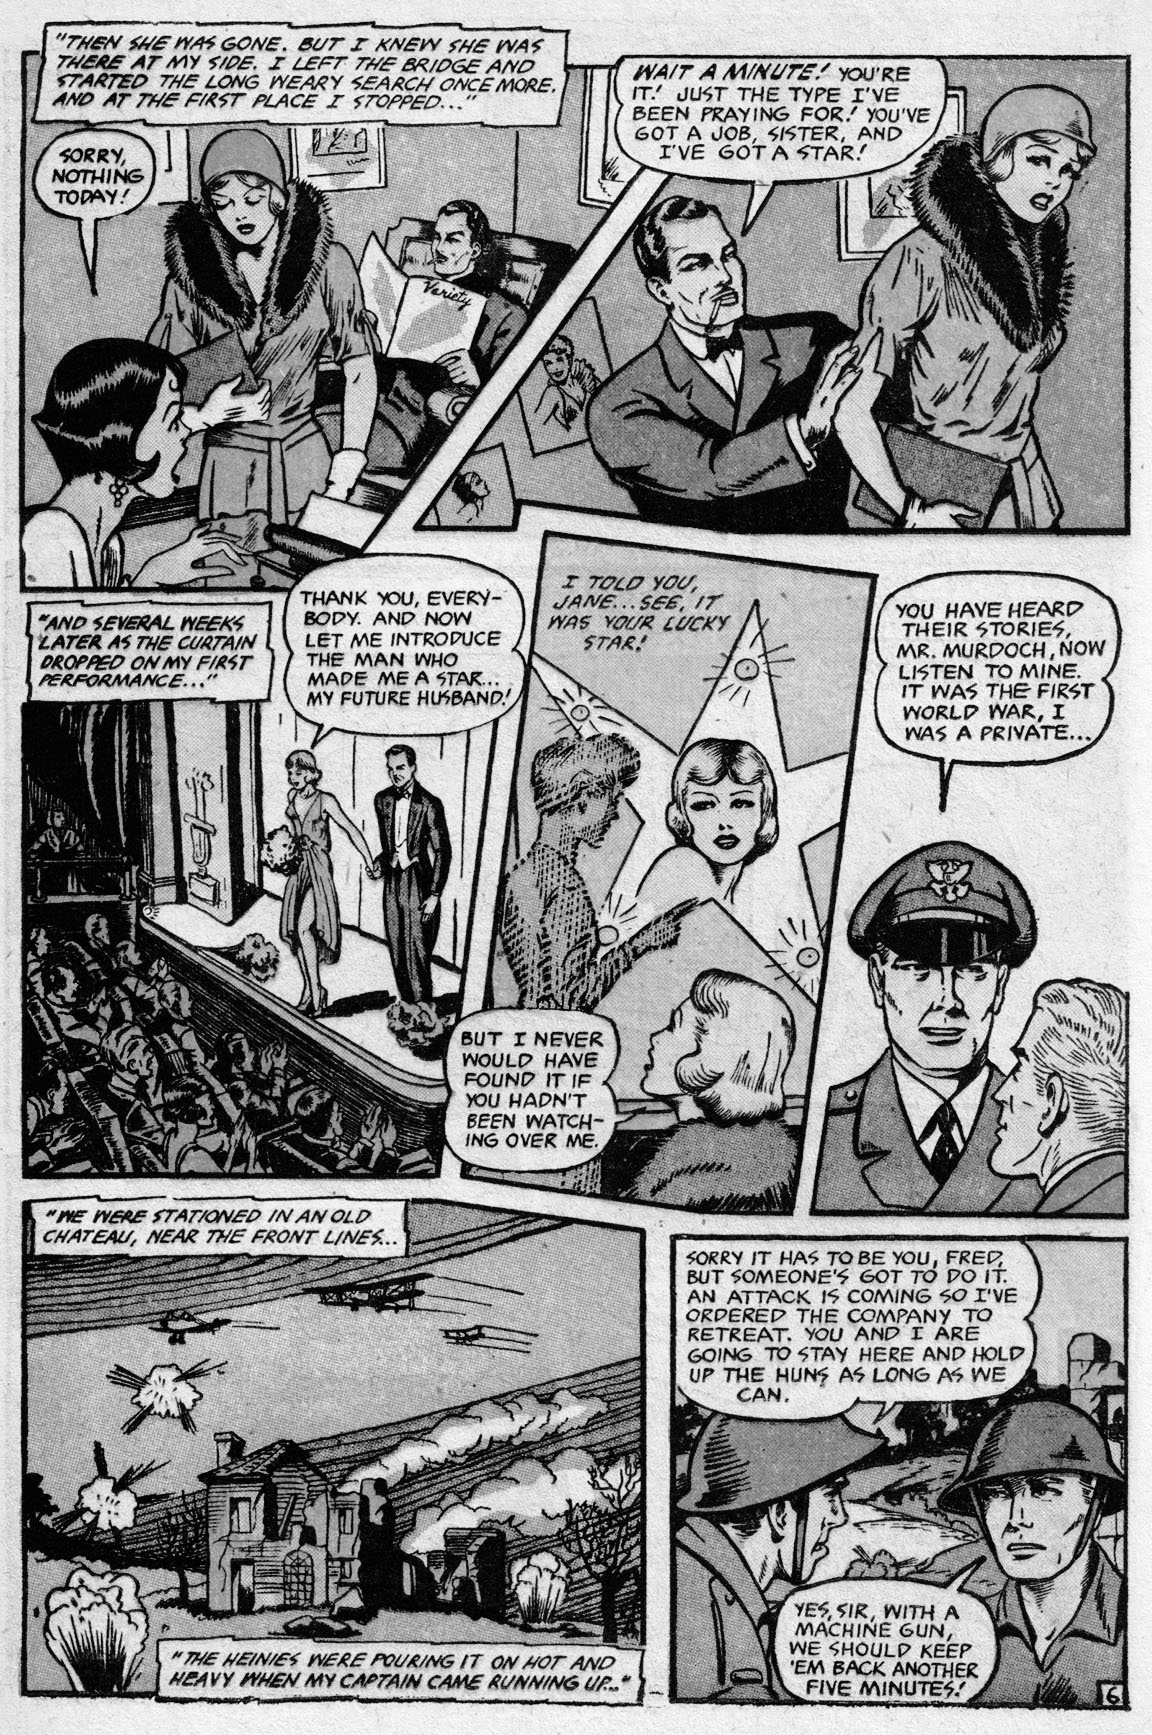 "THEN SHE WAS GONE. BUT I KNEW SHE WAS
THERE AT MY SIDE. I LEFT THE BRIDGE AND
STARTED THE LONG WEARY SEARCH ONCE MORE.
AND AT THE FIRST PLACE I STOPPED..."
SORRY,
NOTHING
TODAY!
Variety
WAIT A MINUTE! YOU'RE
IT! JUST THE TYPE I'VE
BEEN PRAYING FOR! YOU'VE
GOT A JOB, SISTER, AND
I'VE GOT A STAR!
"AND SEVERAL WEEKS
LATER AS THE CURTAIN
DROPPED ON MY FIRST
PERFORMANCE..."
THANK YOU, EVERY-
BODY. AND NOW
LET ME INTRODUCE
THE MAN WHO
MADE ME A STAR...
MY FUTURE HUSBAND!
I TOLD YOU,
JANE...SEE, IT
WAS YOUR LUCKY
STAR!
BUT I NEVER
WOULD HAVE
FOUND IT IF
YOU HADN'T
BEEN WATCH-
ING OVER ME.
YOU HAVE HEARD
THEIR STORIES,
MR. MURDOCH, NOW
LISTEN TO MINE.
IT WAS THE FIRST
WORLD WAR, I
WAS A PRIVATE...
"WE WERE STATIONED IN AN OLD
CHATEAU, NEAR THE FRONT LINES...
"THE HEINIES WERE POURING IT ON HOT AND
HEAVY WHEN MY CAPTAIN CAME RUNNING UP..."
SORRY IT HAS TO BE YOU, FRED,
BUT SOMEONE'S GOT TO DO IT.
AN ATTACK IS COMING SO I'VE
ORDERED THE COMPANY TO
RETREAT. YOU AND I ARE
GOING TO STAY HERE AND HOLD
UP THE HUNS AS LONG AS WE
CAN.
YES, SIR, WITH A
MACHINE GUN,
WE SHOULD KEEP
'EM BACK ANOTHER
FIVE MINUTES!
6